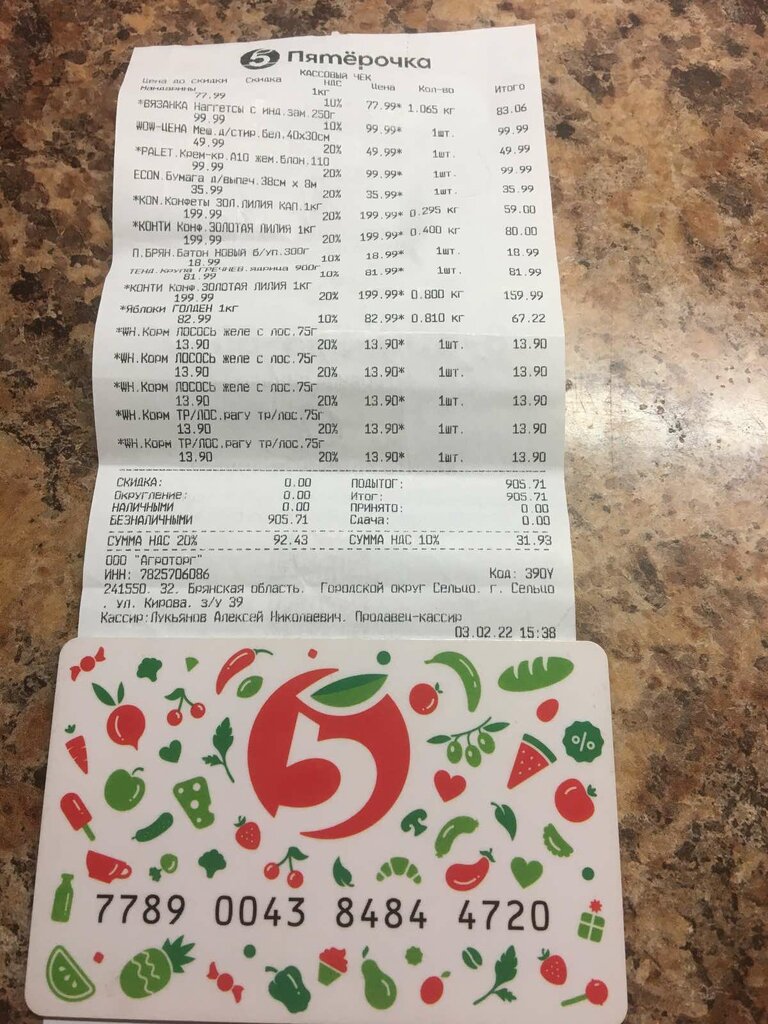 5 Пятёрочка
КАССОВЫЙ ЧЕК
Цена до скидки Скидка НДС Цена Кол-во Итого
Мандарины 1кг
77.99 10% 77.99* 1.065 кг 83.06
*ВЯЗАНКА Наггетсы с инд.зам.250г
99.99 10% 99.99* 1шт. 99.99
WOW-ЦЕНА Меш.д/стир.бел.40х30см
49.99 20% 49.99* 1шт. 49.99
*PALET.Крем-кр.А10 жем.блон.110
99.99 20% 99.99* 1шт. 99.99
ECON.Бумага д/выпеч.38см х 8м
35.99 20% 35.99* 1шт. 35.99
*KON.Конфеты ЗОЛ.ЛИЛИЯ КАП.1кг
199.99 20% 199.99* 0.295 кг 59.00
*КОНТИ Конф.ЗОЛОТАЯ ЛИЛИЯ 1кг
199.99 20% 199.99* 0.400 кг 80.00
П.БРЯН.Батон НОВЫЙ б/уп.300г
18.99 10% 18.99* 1шт. 18.99
ТЕНД.Крупа ГРЕЧНЕВ.ядрица 900г
81.99 10% 81.99* 1шт. 81.99
*КОНТИ Конф.ЗОЛОТАЯ ЛИЛИЯ 1кг
199.99 20% 199.99* 0.800 кг 159.99
*Яблоки ГОЛДЕН 1кг
82.99 10% 82.99* 0.810 кг 67.22
*WH.Корм ЛОСОСЬ желе с лос.75г
13.90 20% 13.90* 1шт. 13.90
*WH.Корм ЛОСОСЬ желе с лос.75г
13.90 20% 13.90* 1шт. 13.90
*WH.Корм ЛОСОСЬ желе с лос.75г
13.90 20% 13.90* 1шт. 13.90
*WH.Корм ТР/ЛОС.рагу тр/лос.75г
13.90 20% 13.90* 1шт. 13.90
*WH.Корм ТР/ЛОС.рагу тр/лос.75г
13.90 20% 13.90* 1шт. 13.90
СКИДКА: 0.00 ПОДЫТОГ: 905.71
Округление: 0.00 Итог: 905.71
НАЛИЧНЫМИ 0.00 ПРИНЯТО: 0.00
БЕЗНАЛИЧНЫМИ 905.71 Сдача: 0.00
СУММА НДС 20% 92.43 СУММА НДС 10% 31.93
ООО "Агроторг"
ИНН: 7825706086 Код: 390Y
241550. 32. Брянская область. Городской округ Сельцо. г. Сельцо
. ул. Кирова. з/у 39
Кассир:Лукьянов Алексей Николаевич. Продавец-кассир
03.02.22 15:38
5
%
7789 0043 8484 4720